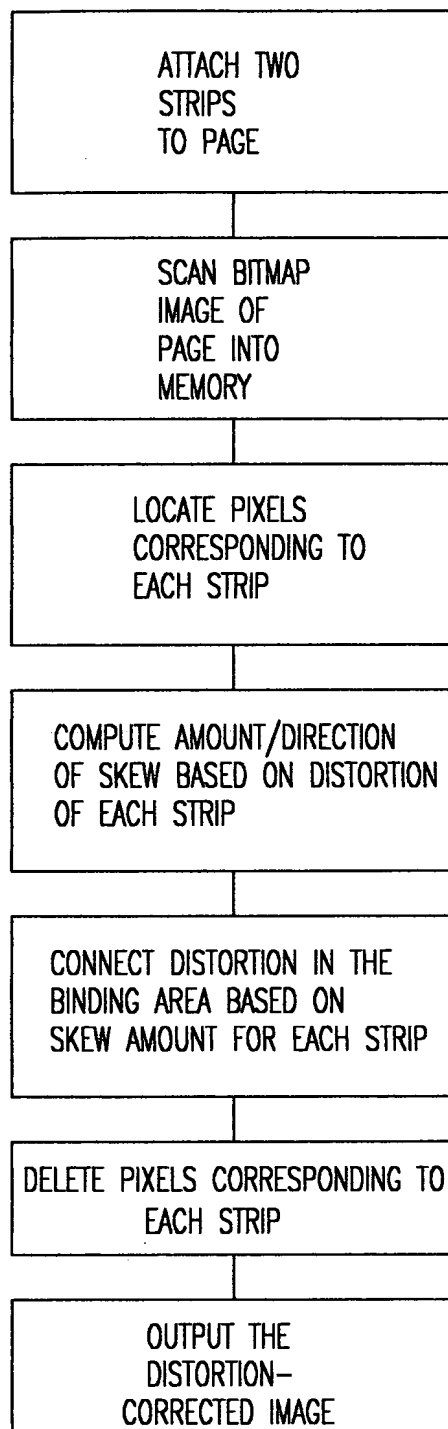 ATTACH TWO
STRIPS
TO PAGE
SCAN BITMAP
IMAGE OF
PAGE INTO
MEMORY
LOCATE PIXELS
CORRESPONDING TO
EACH STRIP
COMPUTE AMOUNT/DIRECTION
OF SKEW BASED ON DISTORTION
OF EACH STRIP
CONNECT DISTORTION IN THE
BINDING AREA BASED ON
SKEW AMOUNT FOR EACH STRIP
DELETE PIXELS CORRESPONDING TO
EACH STRIP
OUTPUT THE
DISTORTION-
CORRECTED IMAGE